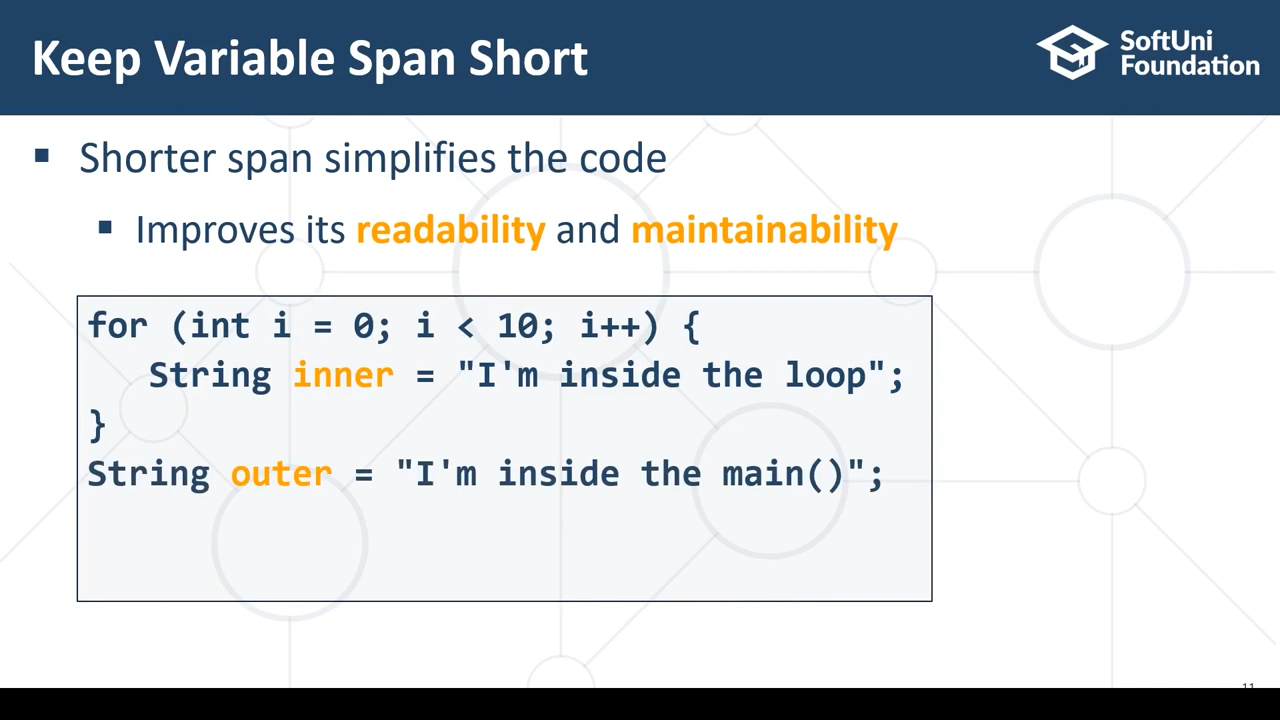 Keep Variable Span Short
SoftUni
Foundation
▪ Shorter span simplifies the code
▪ Improves its readability and maintainability
for (int i = 0; i < 10; i++) {
   String inner = "I'm inside the loop";
}
String outer = "I'm inside the main()";
11